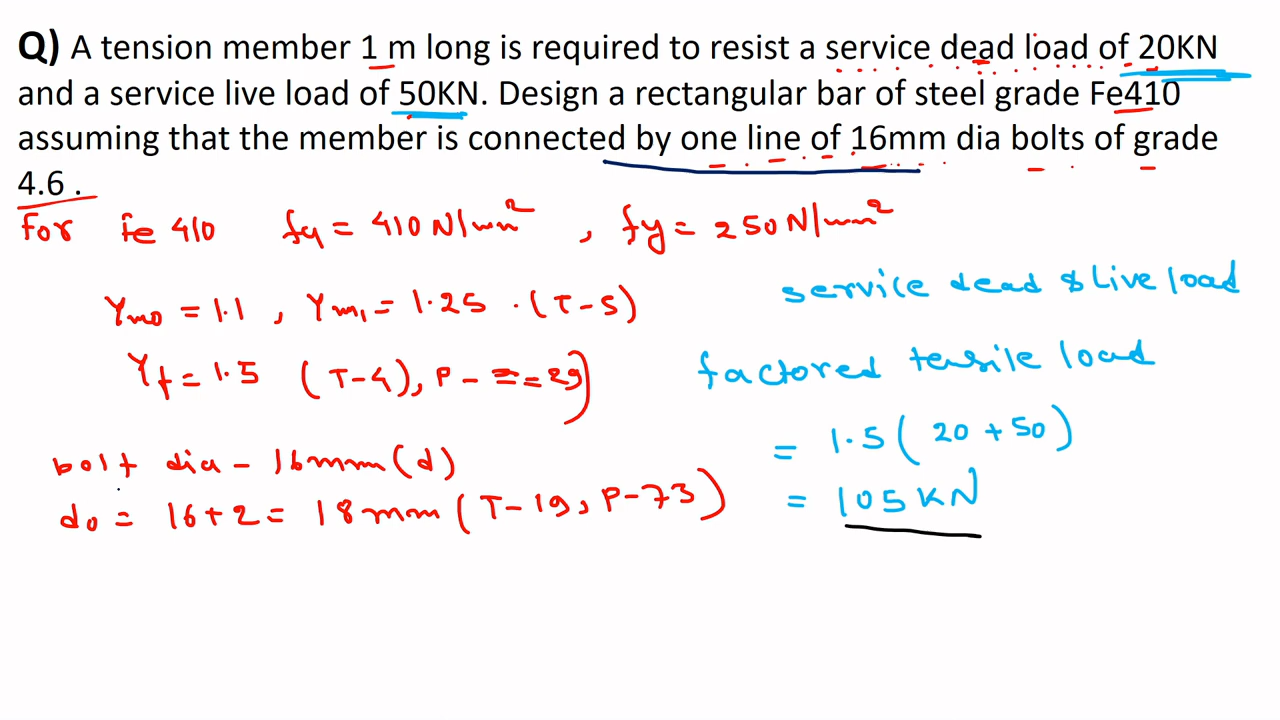 Q) A tension member 1 m long is required to resist a service dead load of 20KN
and a service live load of 50KN. Design a rectangular bar of steel grade Fe410
assuming that the member is connected by one line of 16mm dia bolts of grade
4.6 .
For Fe 410 fu = 410 N/mm² , fy = 250 N/mm²
γm0 = 1.1 , γm1 = 1.25 . (T-5)
γf = 1.5 (T-4), P - = 29)
bolt dia - 16mm (d)
d0 = 16+2 = 18mm (T-19, P-73)
service dead & Live load
factored tensile load
= 1.5 ( 20 + 50 )
= 105 KN